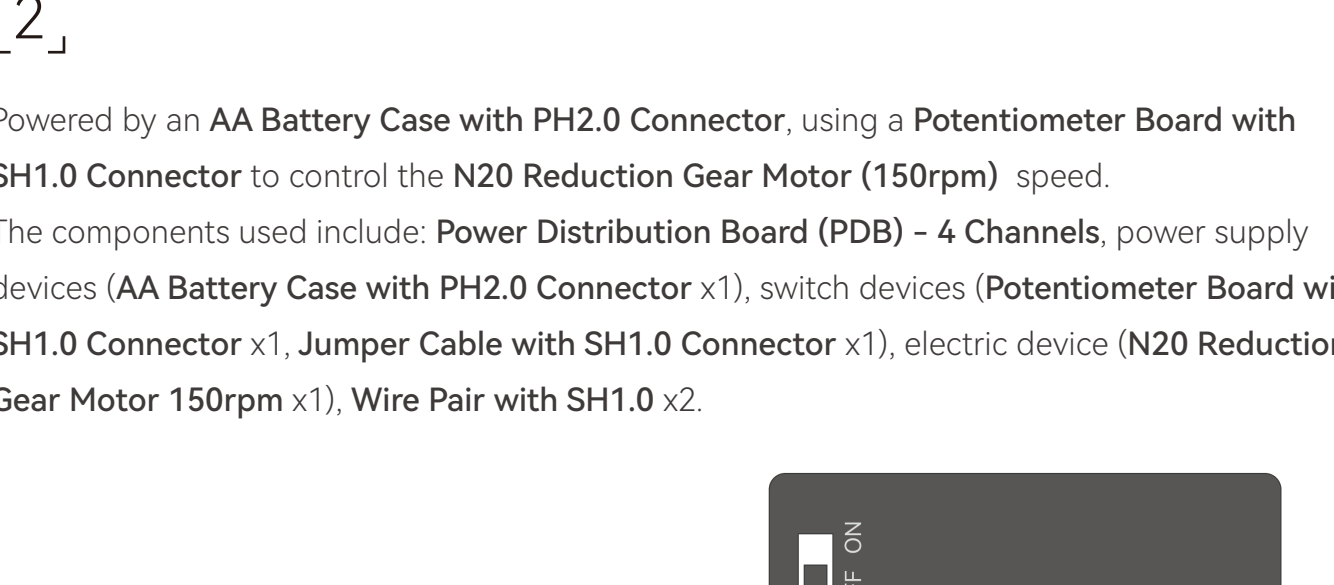 2
Powered by an AA Battery Case with PH2.0 Connector, using a Potentiometer Board with
SH1.0 Connector to control the N20 Reduction Gear Motor (150rpm) speed.
The components used include: Power Distribution Board (PDB) – 4 Channels, power supply
devices (AA Battery Case with PH2.0 Connector x1), switch devices (Potentiometer Board wi
SH1.0 Connector x1, Jumper Cable with SH1.0 Connector x1), electric device (N20 Reduction
Gear Motor 150rpm x1), Wire Pair with SH1.0 x2.
ON